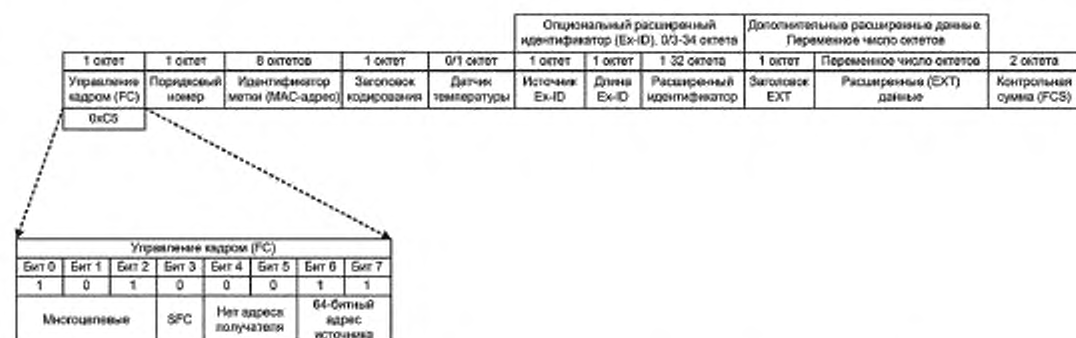 Опциональный расширенный идентификатор (Ex-ID), 0/3-34 октета
Дополнительные расширенные данные Переменное число октетов
1 октет
1 октет
8 октетов
1 октет
0/1 октет
1 октет
1 октет
1 32 октета
1 октет
Переменное число октетов
2 октета
Управление кадром (FC)
Порядковый номер
Идентификатор метки (MAC-адрес)
Заголовок кодирования
Датчик температуры
Источник Ex-ID
Длина Ex-ID
Расширенный идентификатор
Заголовок EXT
Расширенные (EXT) данные
Контрольная сумма (FCS)
0xC5
Управление кадром (FC)
Бит 0 Бит 1 Бит 2 Бит 3 Бит 4 Бит 5 Бит 6 Бит 7
1 0 1 0 0 0 1 1
Многоцелевые
SFC
Нет адреса получателя
64-битный адрес источника